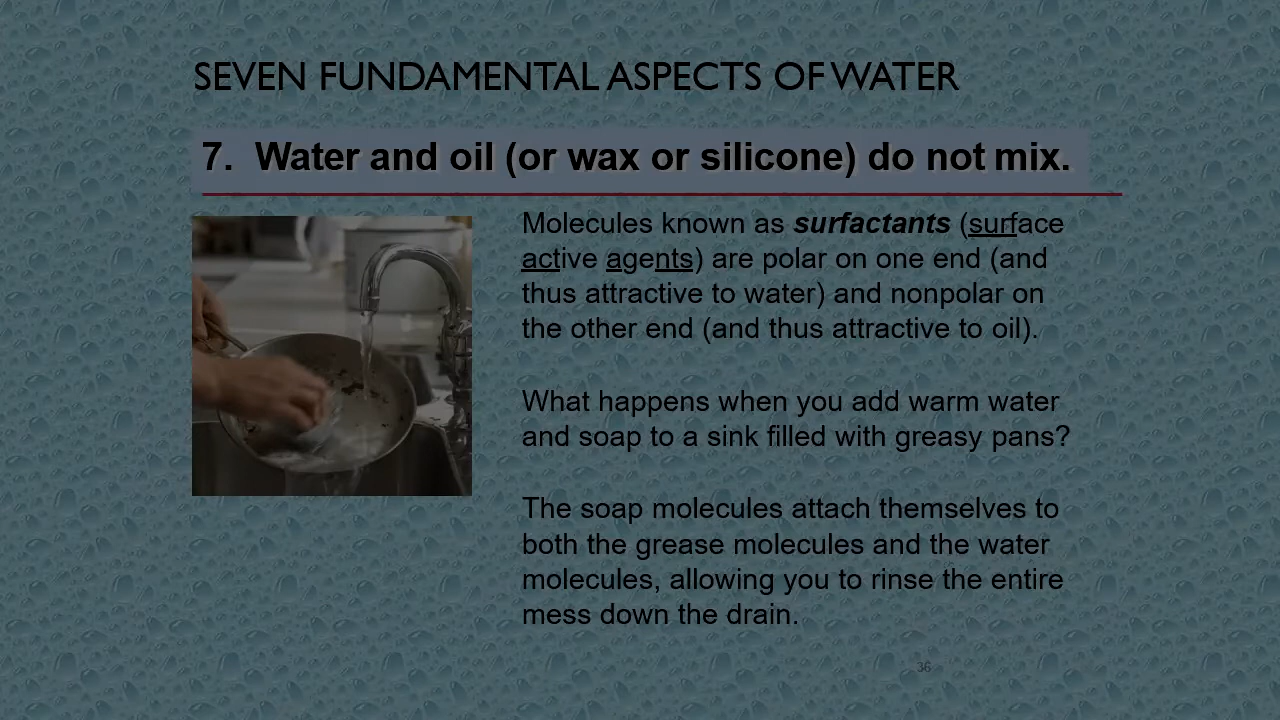 SEVEN FUNDAMENTAL ASPECTS OF WATER
7. Water and oil (or wax or silicone) do not mix.
Molecules known as surfactants (surface
active agents) are polar on one end (and
thus attractive to water) and nonpolar on
the other end (and thus attractive to oil).
What happens when you add warm water
and soap to a sink filled with greasy pans?
The soap molecules attach themselves to
both the grease molecules and the water
molecules, allowing you to rinse the entire
mess down the drain.
36